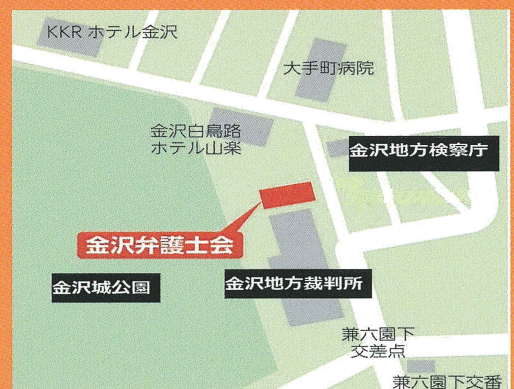 KKR ホテル金沢
大手町病院
金沢白鳥路
ホテル山楽
金沢地方検察庁
金沢弁護士会
金沢城公園
金沢地方裁判所
兼六園下
交差点
兼六園下交番